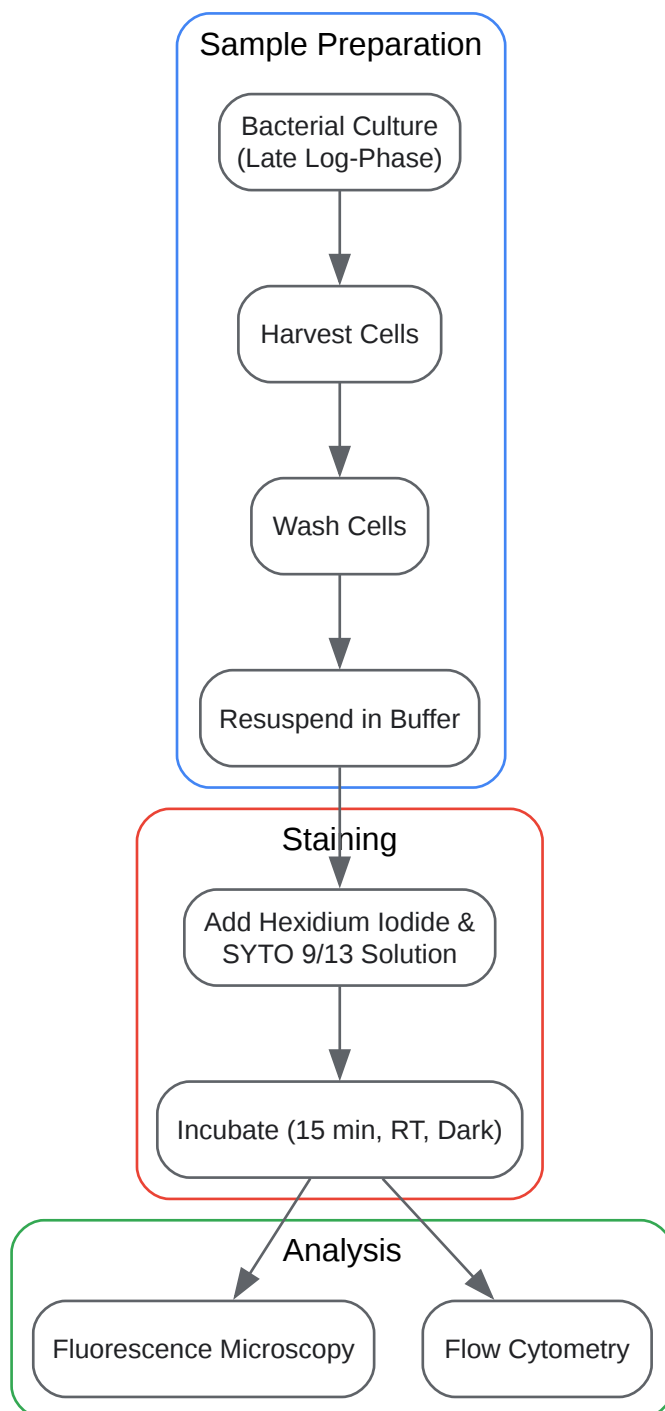 Sample Preparation
Bacterial Culture
(Late Log-Phase)
Harvest Cells
Wash Cells
Resuspend in Buffer
Staining
Add Hexidium Iodide &
SYTO 9/13 Solution
Incubate (15 min, RT, Dark)
Analysis
Fluorescence Microscopy
Flow Cytometry